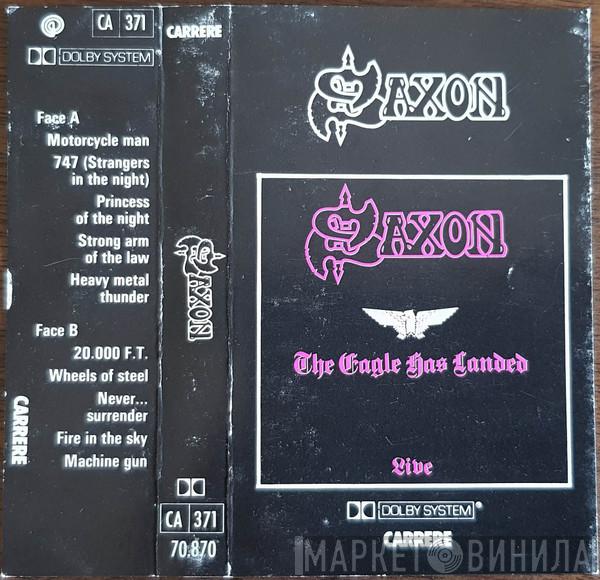 CA 371
DOLBY SYSTEM
Face A
Motorcycle man
747 (Strangers
in the night)
Princess
of the night
Strong arm
of the law
Heavy metal
thunder
Face B
20.000 F.T.
Wheels of steel
Never...
surrender
Fire in the sky
Machine gun
CARRERE
CARRERE
SAXON
CA 371
70.870
SAXON
SAXON
The Eagle Has Landed
Live
DOLBY SYSTEM
CARRERE
МАРКЕТ ВИНИЛА